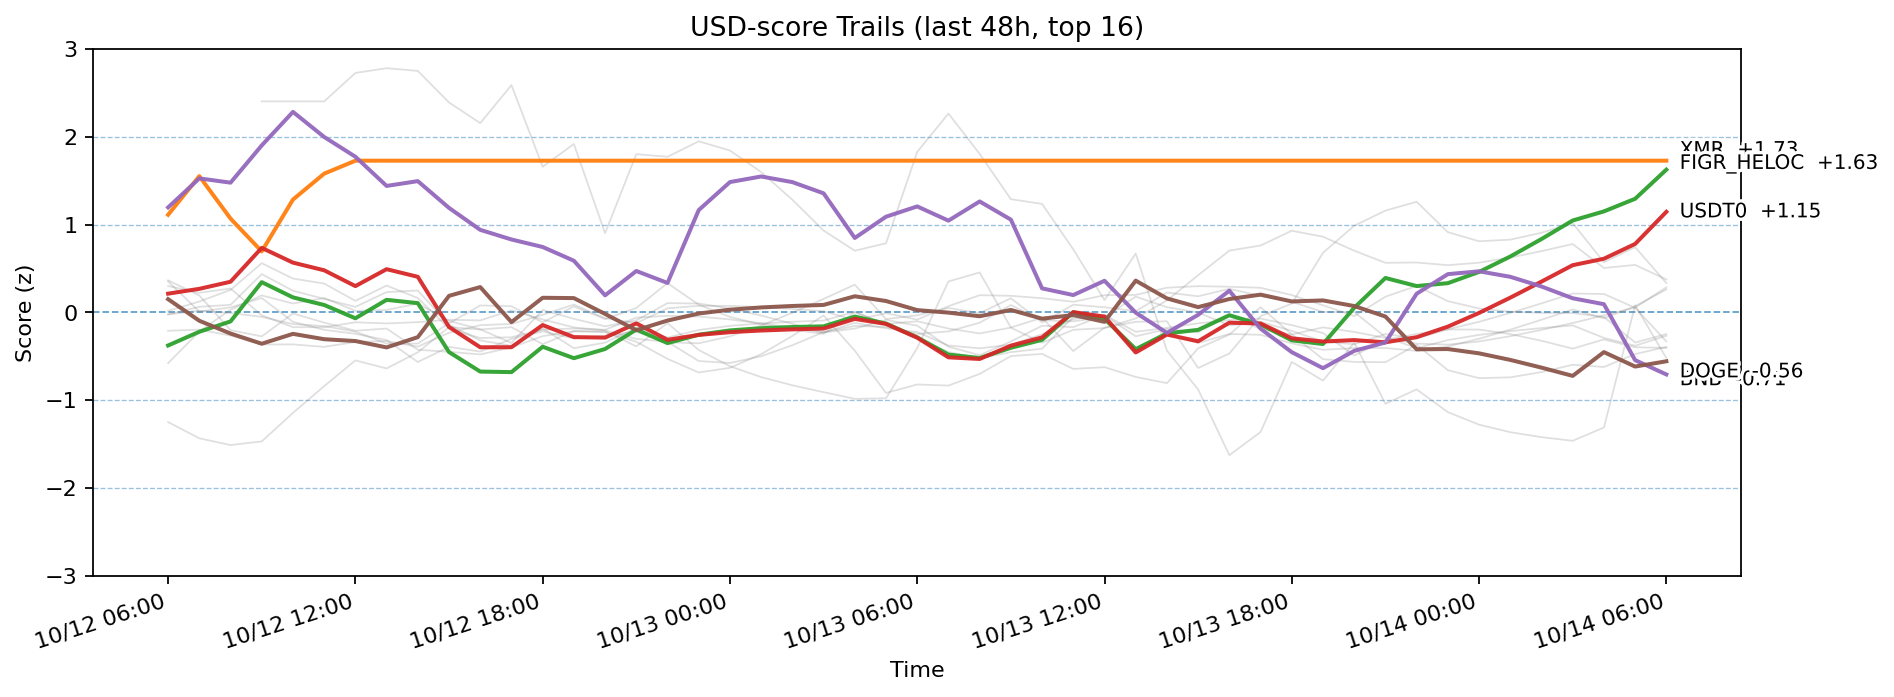 USD-score Trails (last 48h, top 16)
3
2
1
0
−1
−2
−3
Score (z)
XMR +1.73
FIGR_HELOC +1.63
USDT0 +1.15
DOGE -0.56
BNB -0.71
10/12 06:00
10/12 12:00
10/12 18:00
10/13 00:00
10/13 06:00
10/13 12:00
10/13 18:00
10/14 00:00
10/14 06:00
Time